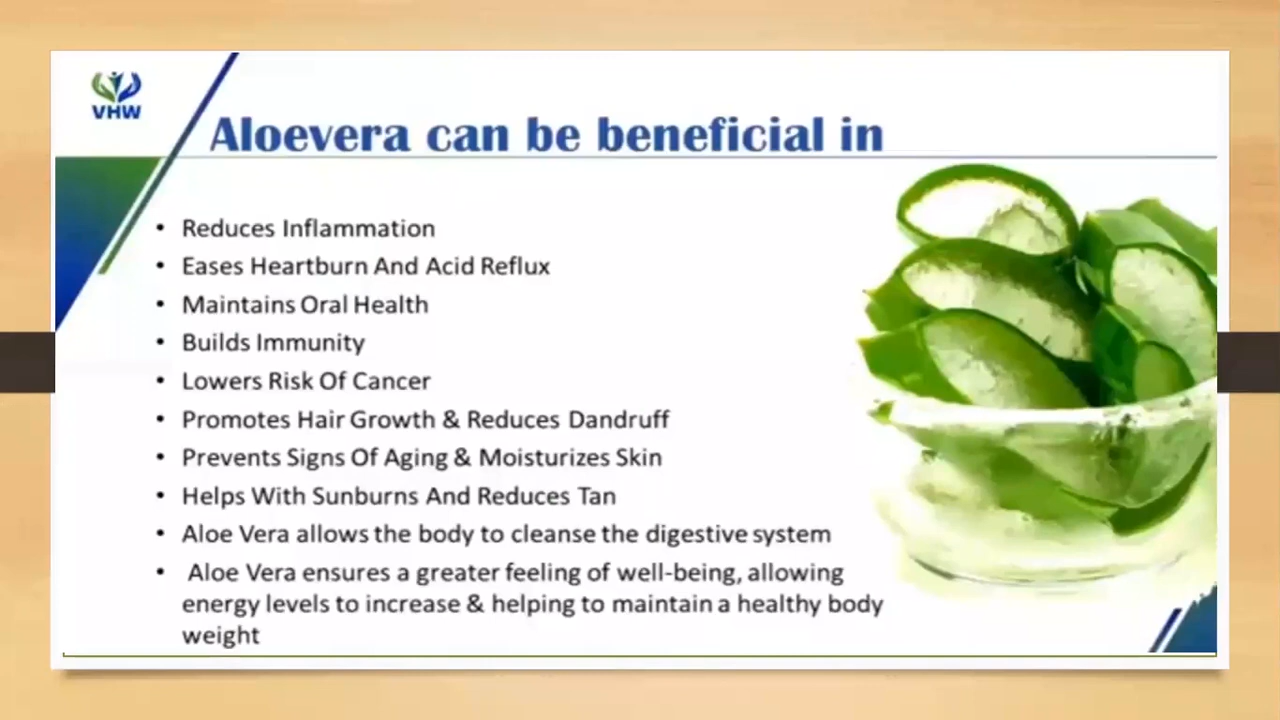 VHW
Aloevera can be beneficial in
• Reduces Inflammation
• Eases Heartburn And Acid Reflux
• Maintains Oral Health
• Builds Immunity
• Lowers Risk Of Cancer
• Promotes Hair Growth & Reduces Dandruff
• Prevents Signs Of Aging & Moisturizes Skin
• Helps With Sunburns And Reduces Tan
• Aloe Vera allows the body to cleanse the digestive system
• Aloe Vera ensures a greater feeling of well-being, allowing
energy levels to increase & helping to maintain a healthy body
weight